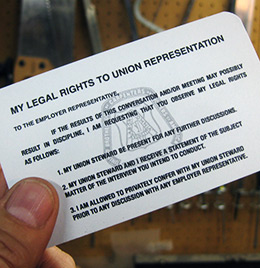 MY LEGAL RIGHTS TO UNION REPRESENTATION
TO THE EMPLOYER REPRESENTATIVE,
IF THE RESULTS OF THIS CONVERSATION AND/OR MEETING MAY POSSIBLY
RESULT IN DISCIPLINE, I AM REQUESTING THAT YOU OBSERVE MY LEGAL RIGHTS
AS FOLLOWS:
1. MY UNION STEWARD BE PRESENT FOR ANY FURTHER DISCUSSIONS.
2. MY UNION STEWARD AND I RECEIVE A STATEMENT OF THE SUBJECT
MATTER OF THE INTERVIEW YOU INTEND TO CONDUCT.
3. I AM ALLOWED TO PRIVATELY CONFER WITH MY UNION STEWARD
PRIOR TO ANY DISCUSSION WITH ANY EMPLOYER REPRESENTATIVE.